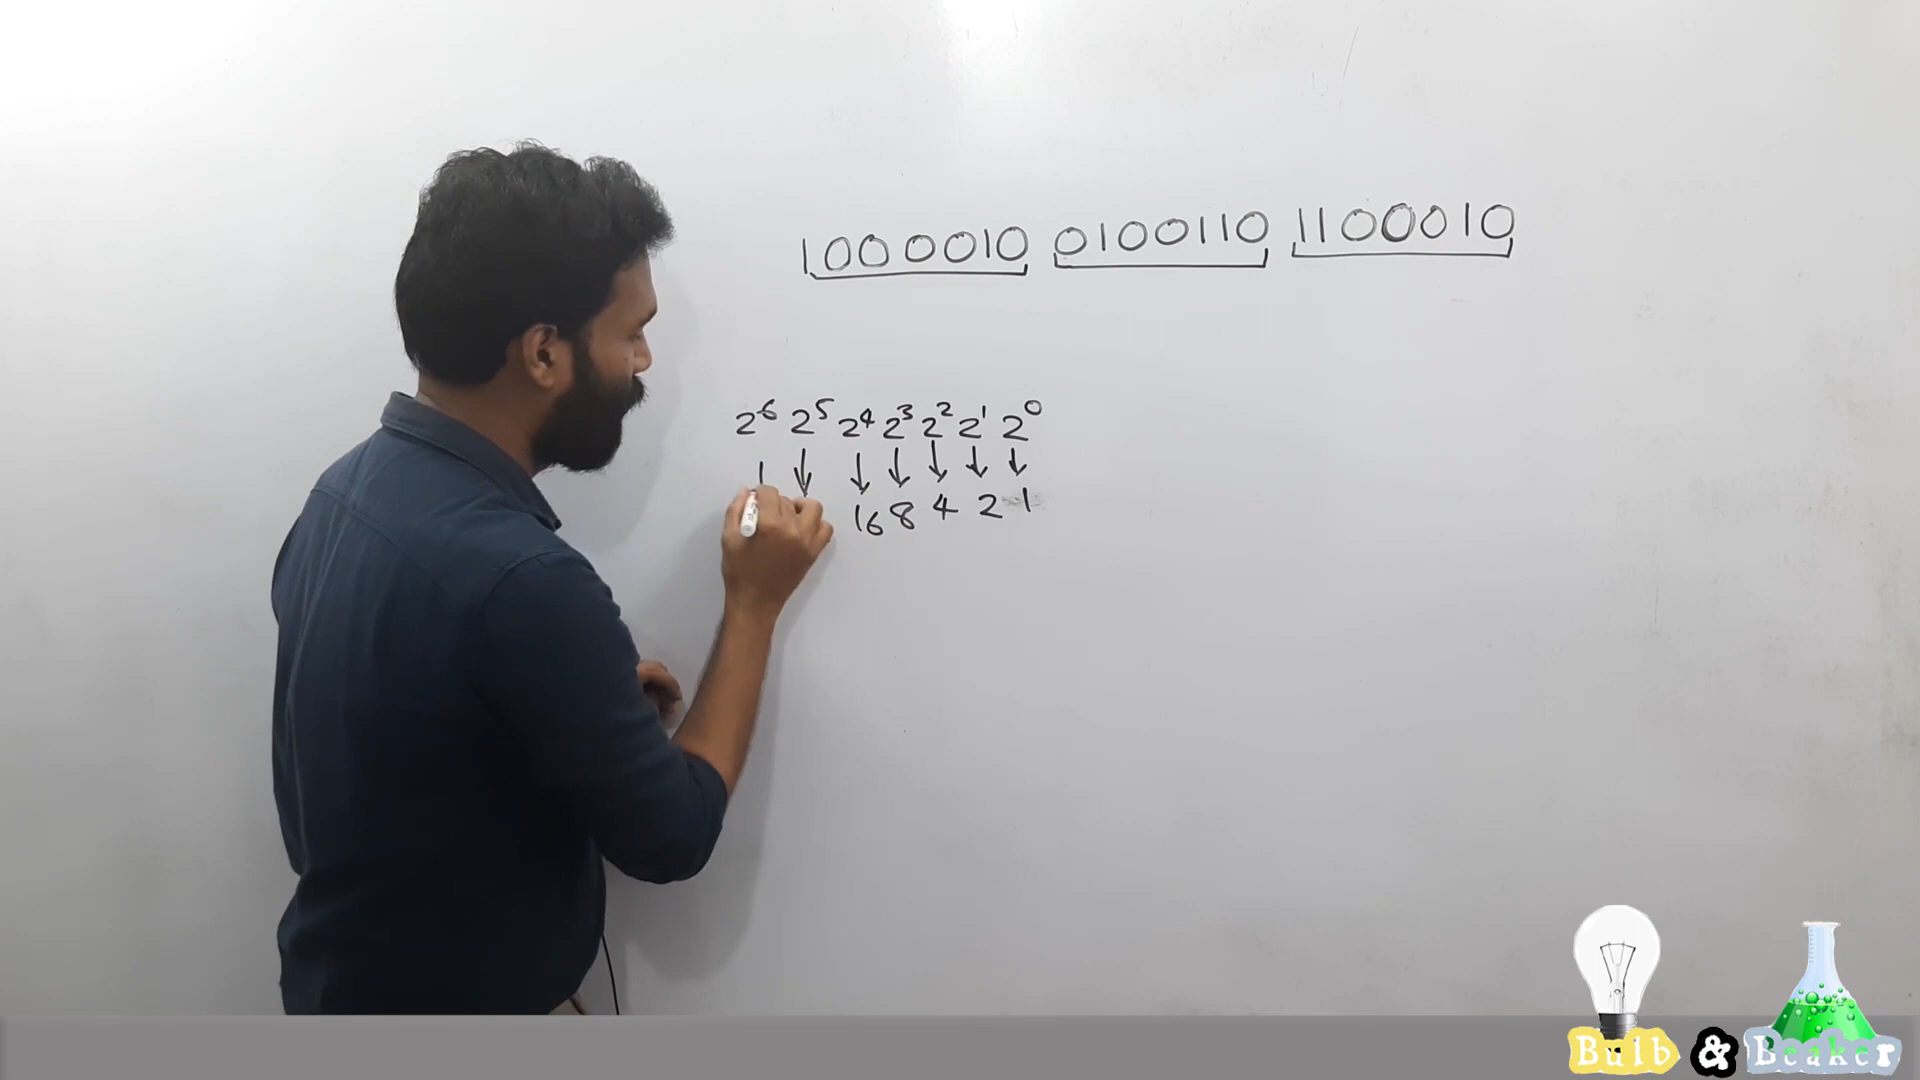 1000010 0100110 1100010
2⁶ 2⁵ 2⁴ 2³ 2² 2¹ 2⁰
↓ ↓ ↓ ↓ ↓ ↓
16 8 4 2 1
Bulb & Beaker